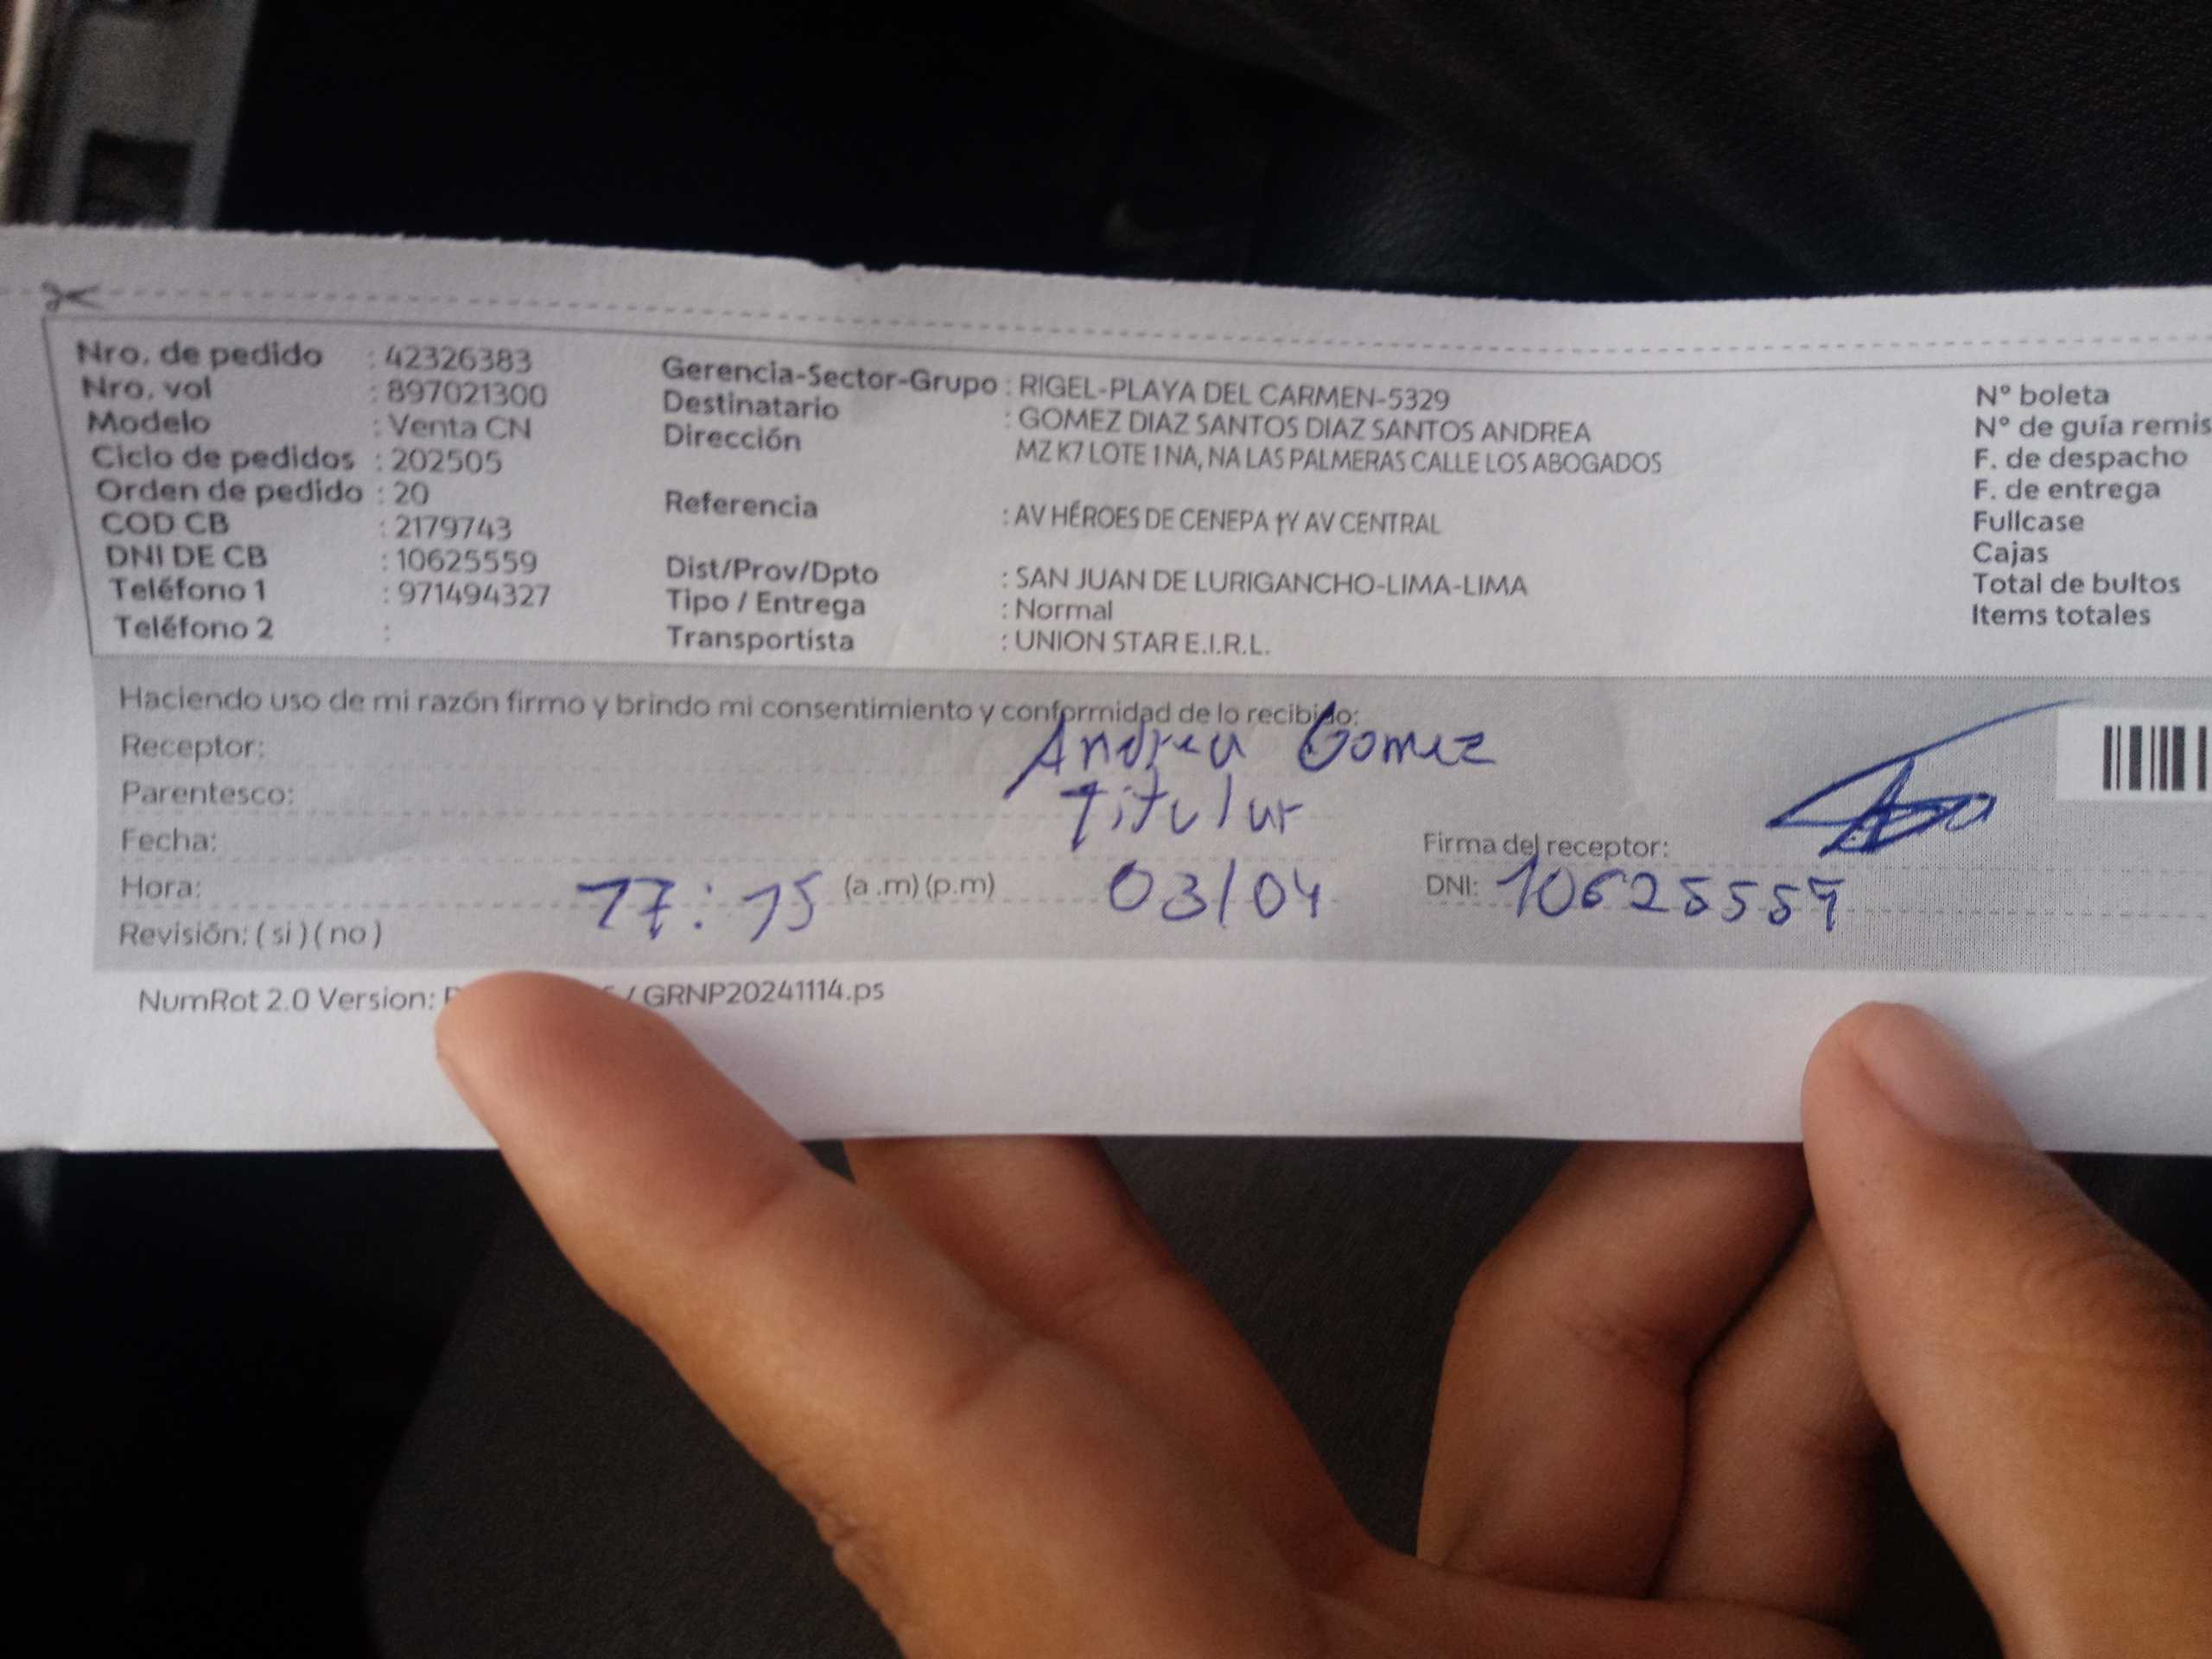 Nro. de pedido : 42326383
Nro. vol : 897021300
Modelo : Venta CN
Ciclo de pedidos : 202505
Orden de pedido : 20
COD CB : 2179743
DNI DE CB : 10625559
Teléfono 1 : 971494327
Teléfono 2 :
Gerencia-Sector-Grupo : RIGEL-PLAYA DEL CARMEN-5329
Destinatario : GOMEZ DIAZ SANTOS DIAZ SANTOS ANDREA
Dirección MZ K7 LOTE 1 NA, NA LAS PALMERAS CALLE LOS ABOGADOS
Referencia : AV HÉROES DE CENEPA †Y AV CENTRAL
Dist/Prov/Dpto : SAN JUAN DE LURIGANCHO-LIMA-LIMA
Tipo / Entrega : Normal
Transportista : UNION STAR E.I.R.L.
N° boleta
N° de guía remis
F. de despacho
F. de entrega
Fullcase
Cajas
Total de bultos
Items totales
Haciendo uso de mi razón firmo y brindo mi consentimiento y conformidad de lo recibido:
Receptor: Andrea Gomez
Parentesco: Titular
Fecha:
Firma del receptor:
Hora: 17:15 (a.m) (p.m) 03/04 DNI: 10625559
Revisión: ( si ) ( no )
NumRot 2.0 Version: / GRNP20241114.ps